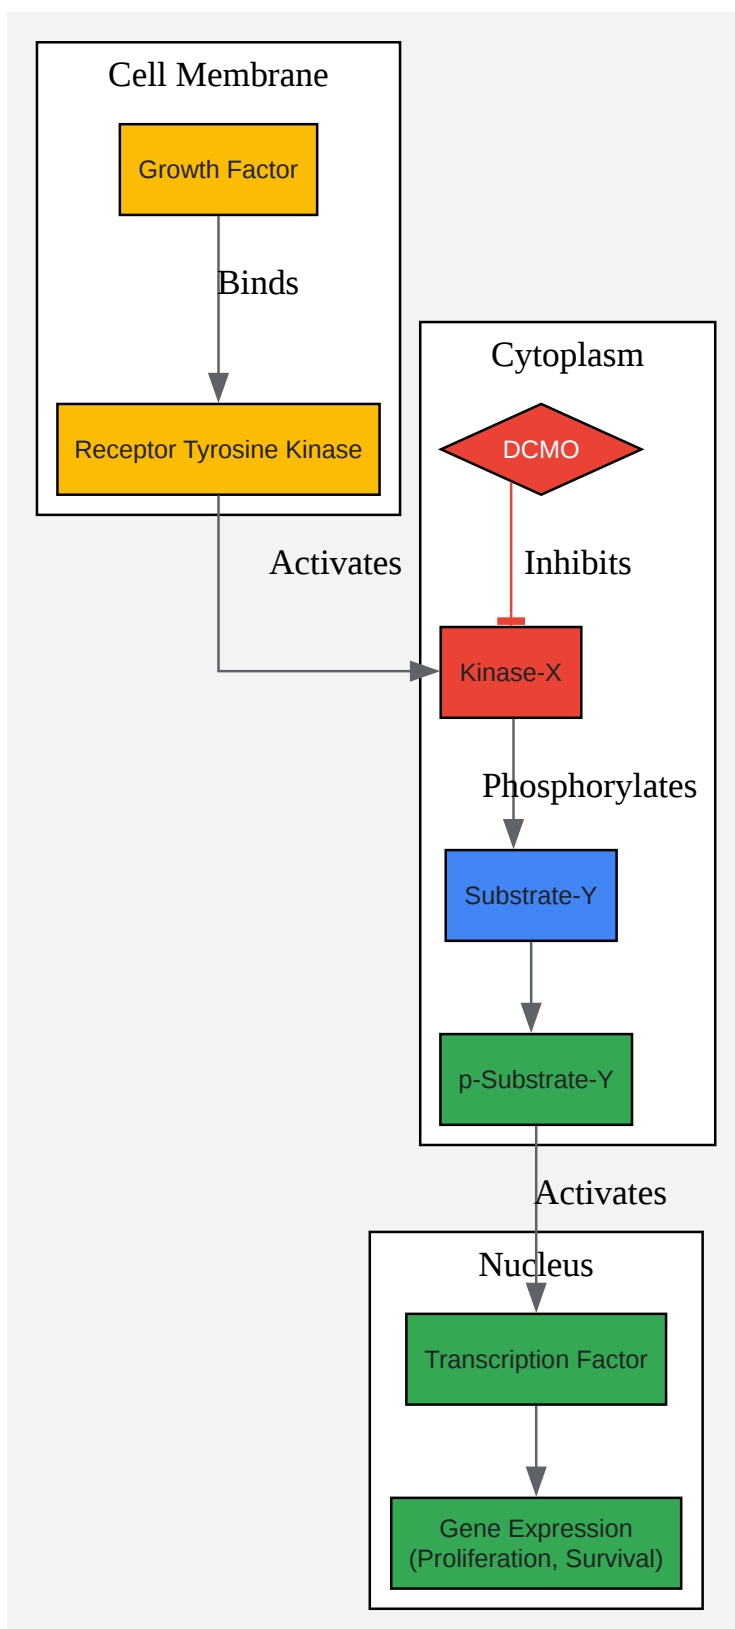 Cell Membrane
Growth Factor
Binds
Receptor Tyrosine Kinase
Activates
Cytoplasm
DCMO
Inhibits
Kinase-X
Phosphorylates
Substrate-Y
p-Substrate-Y
Activates
Nucleus
Transcription Factor
Gene Expression
(Proliferation, Survival)